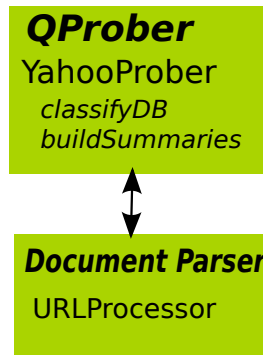 QProber
YahooProber
classifyDB
buildSummaries
Document Parser
URLProcessor